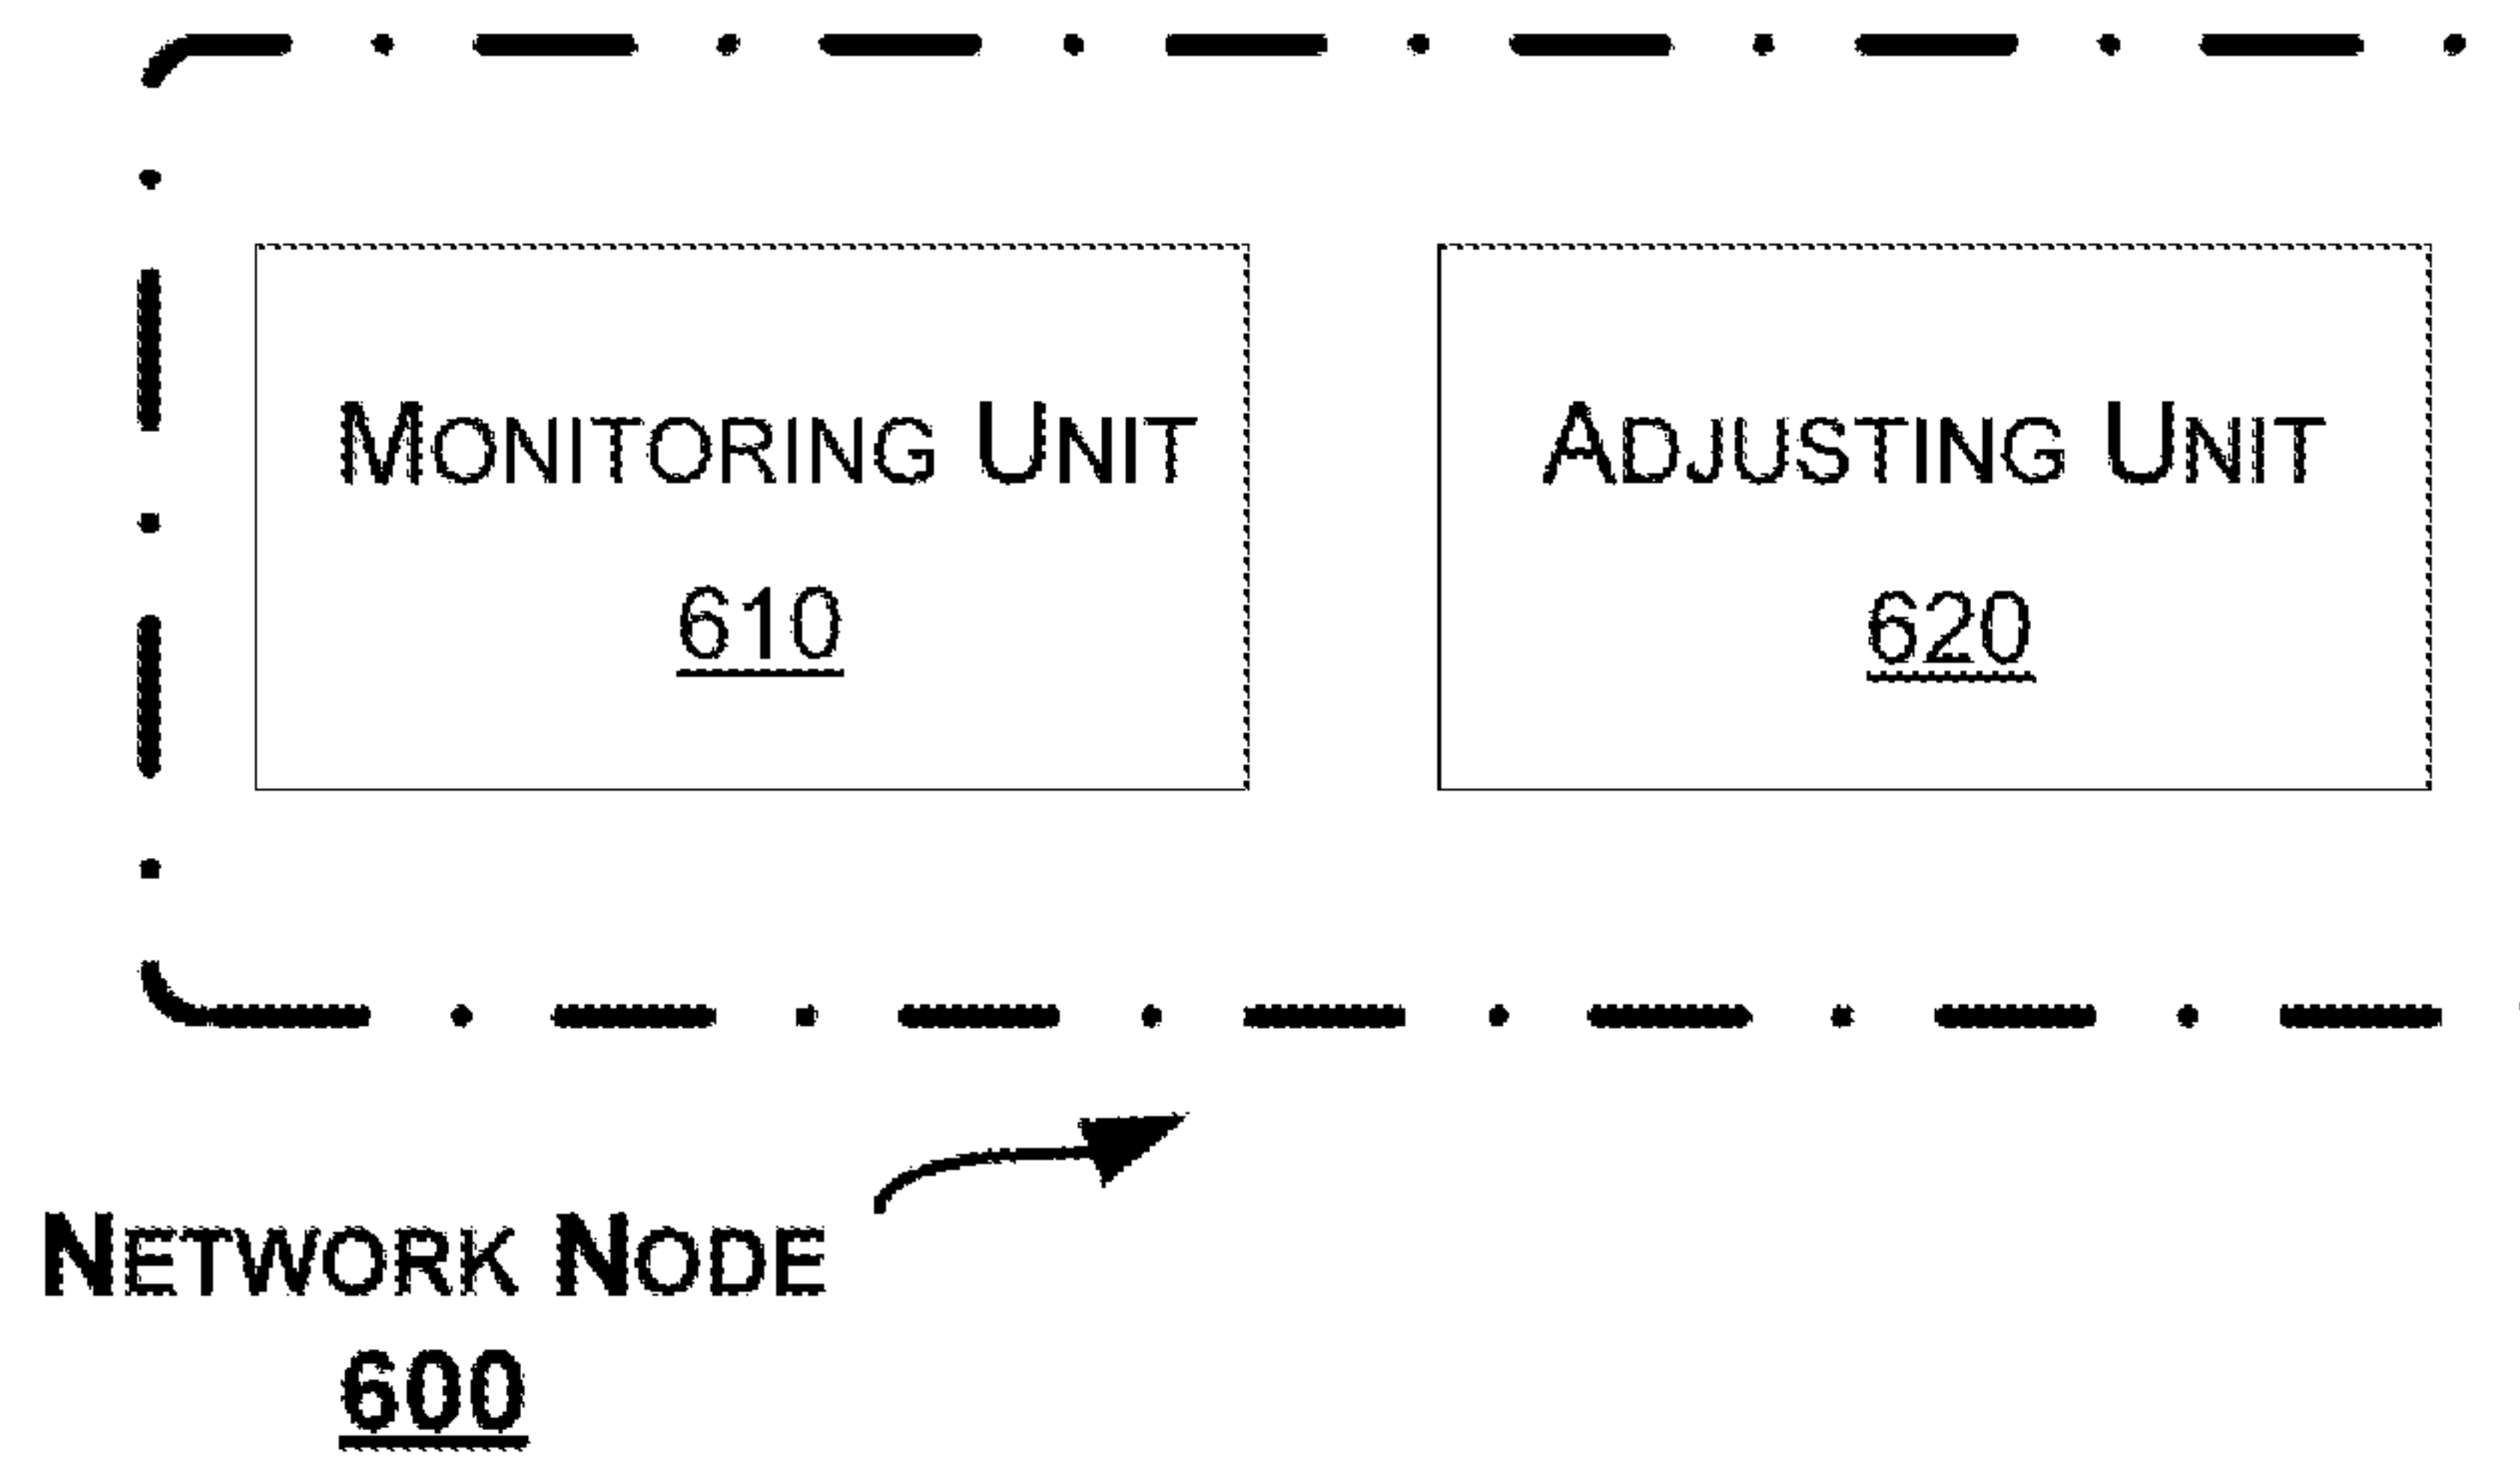 MONITORING UNIT
610
ADJUSTING UNIT
620
NETWORK NODE
600